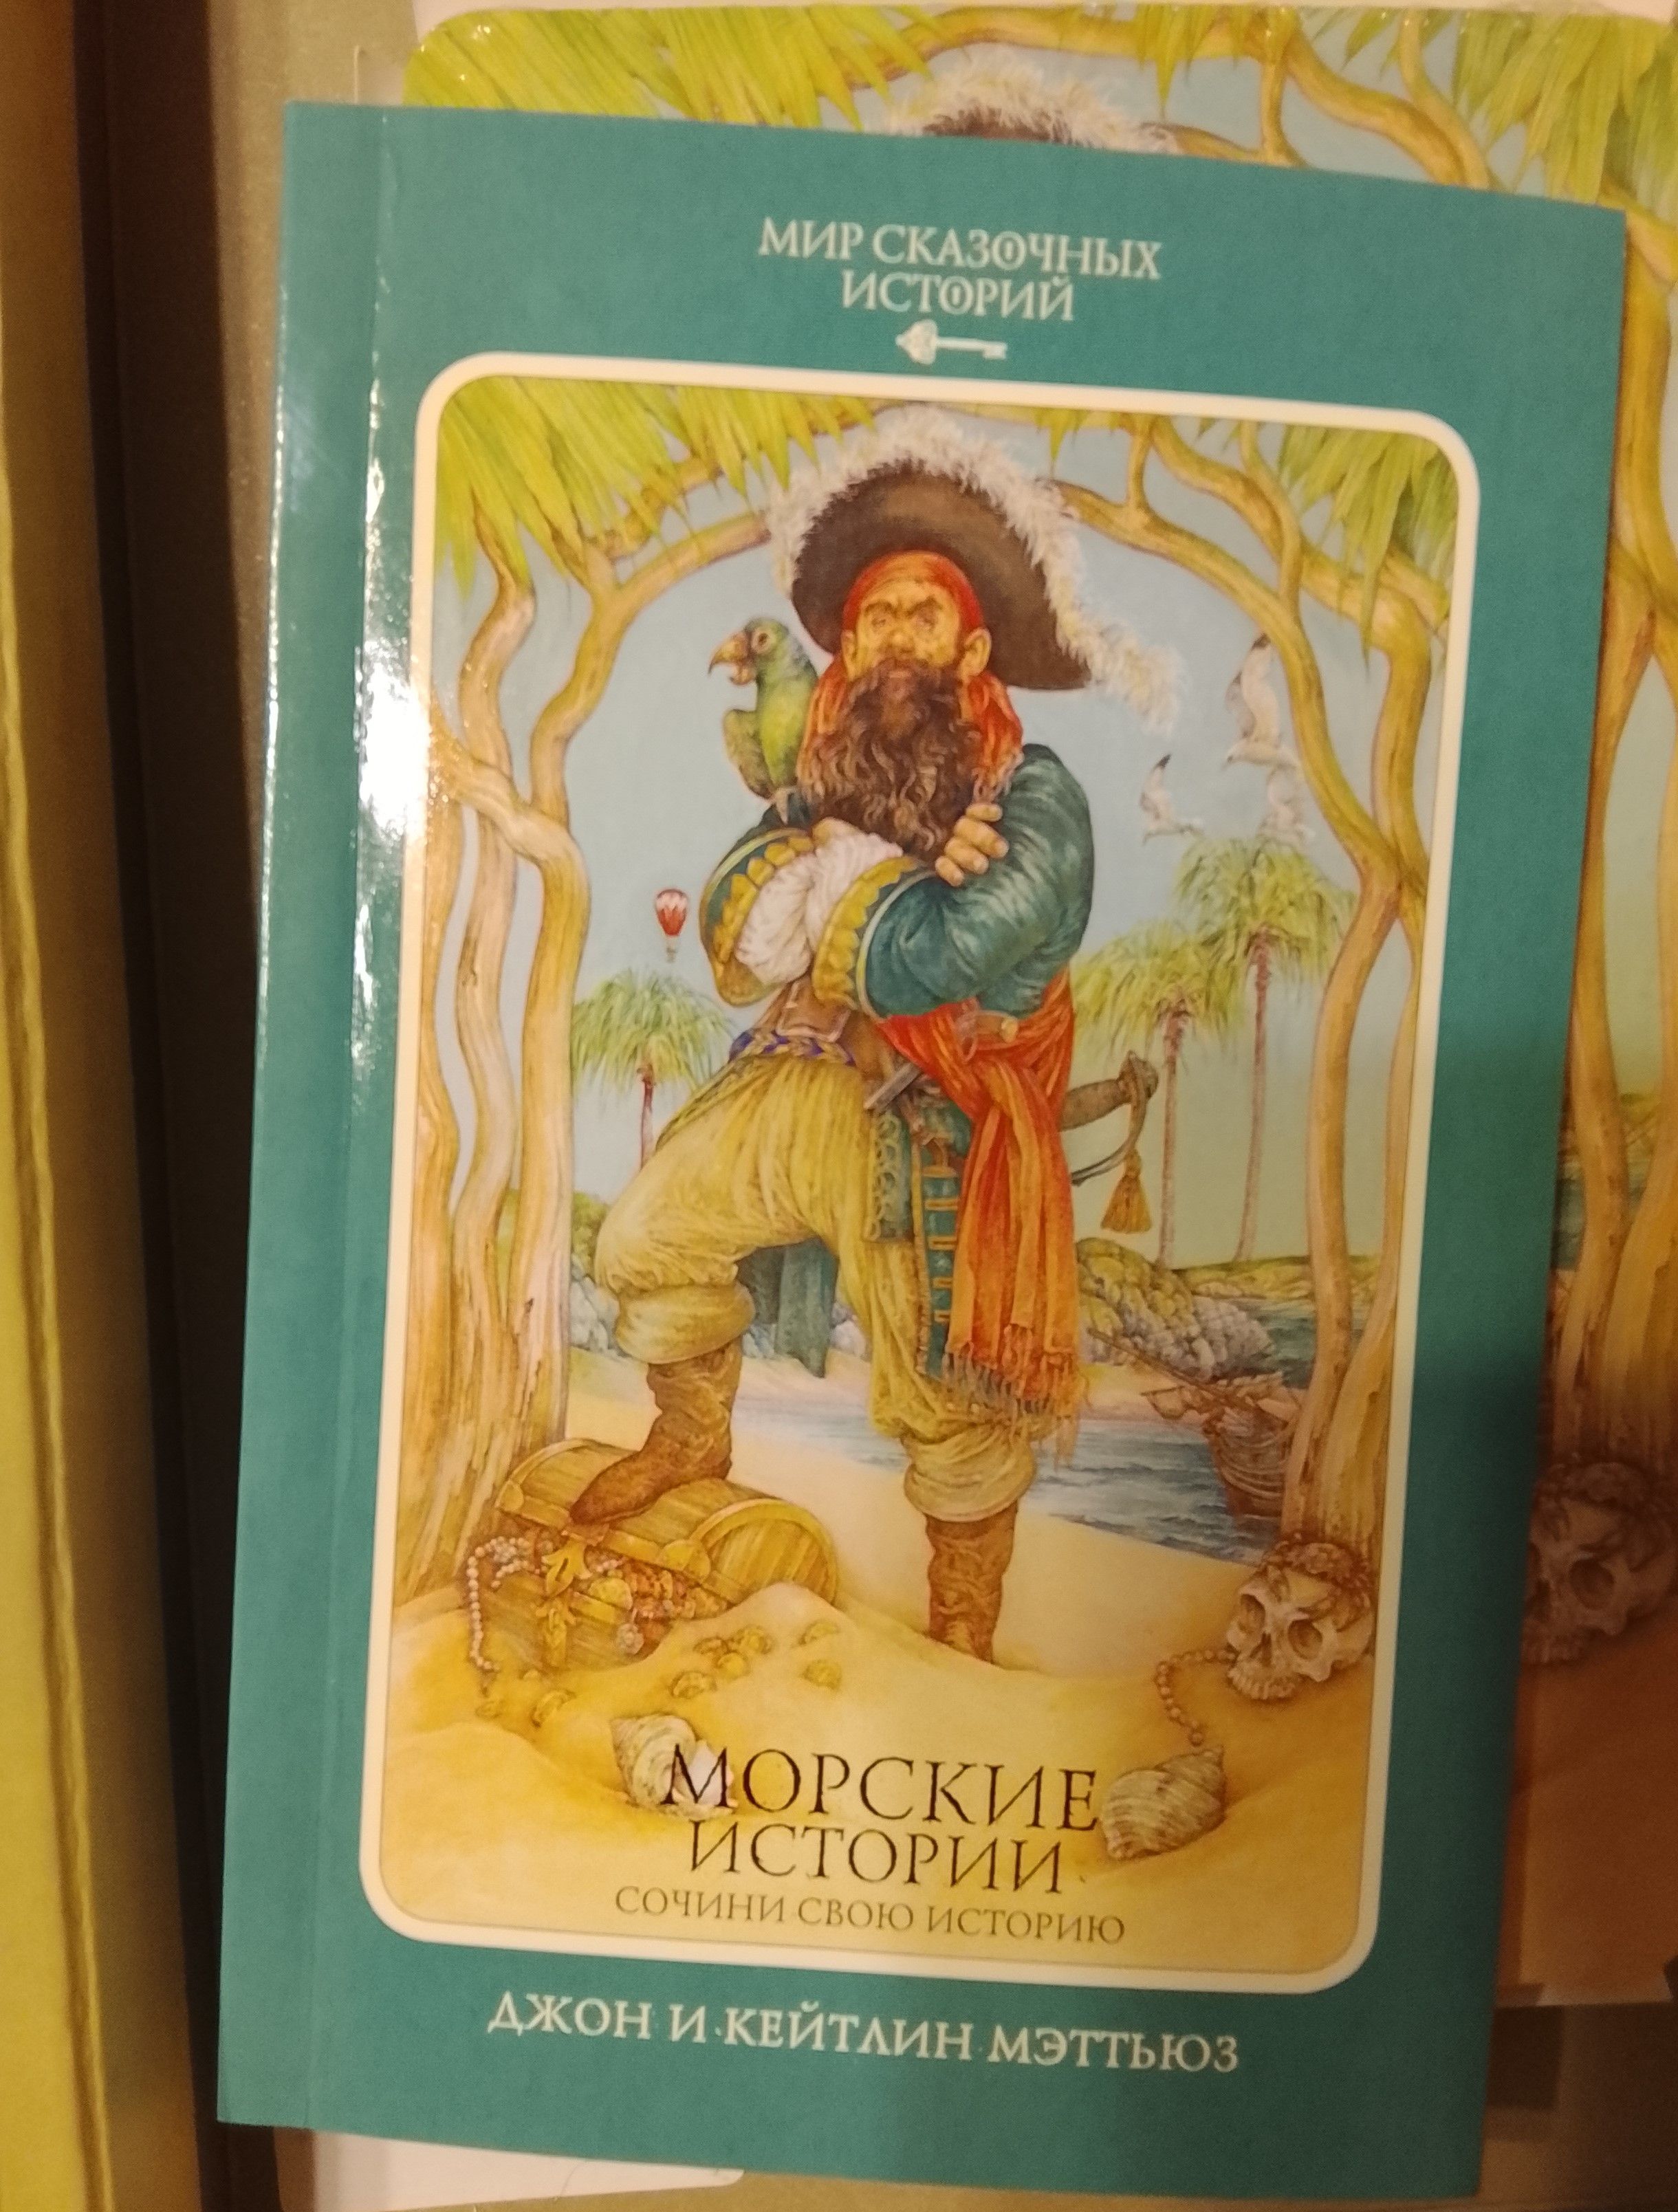 МИР СКАЗОЧНЫХ
ИСТОРИЙ
МОРСКИЕ
ИСТОРИИ
СОЧИНИ СВОЮ ИСТОРИЮ
ДЖОН И КЕЙТЛИН МЭТТЬЮЗ